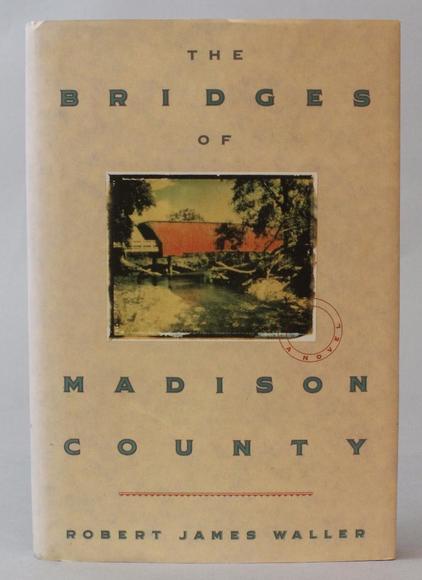 THE
BRIDGES
OF
A NOVEL
MADISON
COUNTY
ROBERT JAMES WALLER